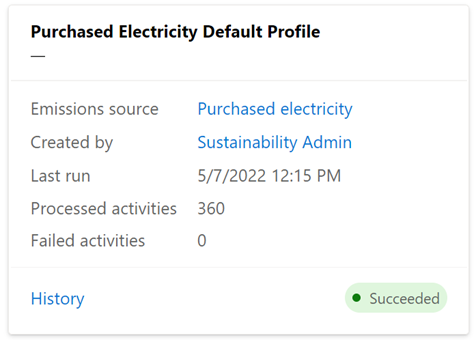 Purchased Electricity Default Profile
—
Emissions source Purchased electricity
Created by Sustainability Admin
Last run 5/7/2022 12:15 PM
Processed activities 360
Failed activities 0
History Succeeded